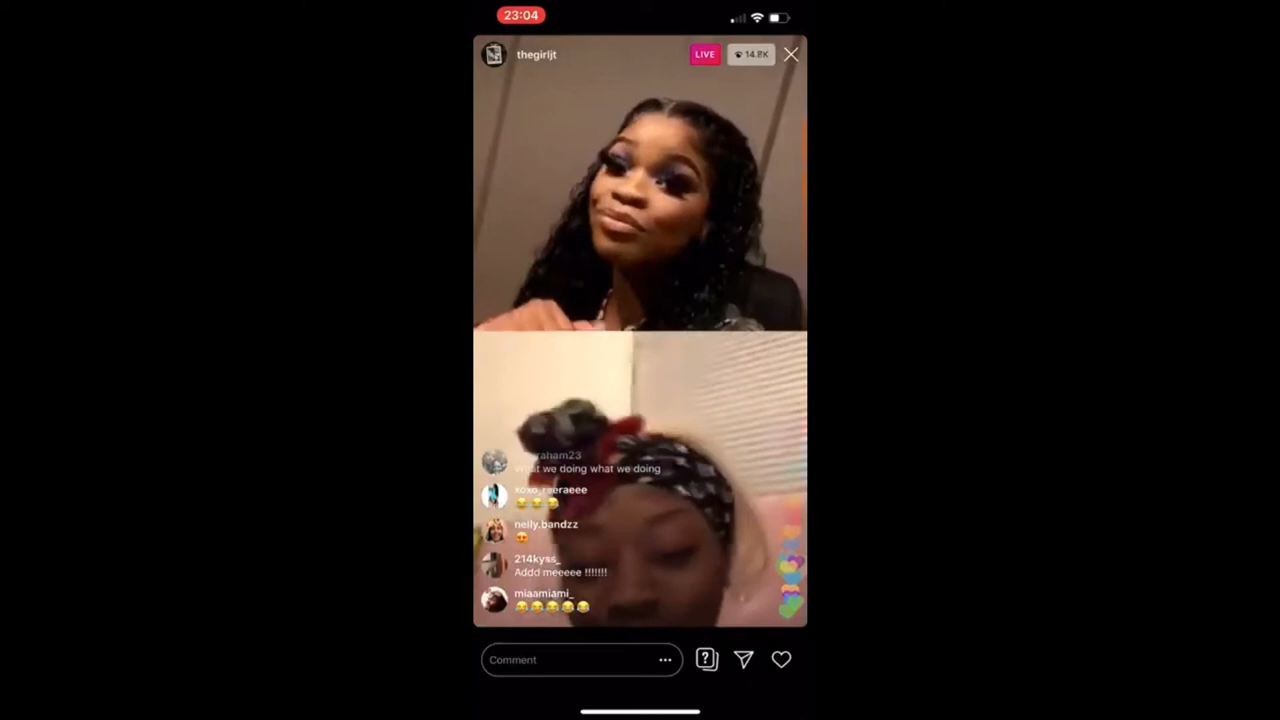 23:04
thegirljt
LIVE
14.8K
raham23
what we doing what we doing
😂😂😂
nelly.bandzz
😍
214kyss_
Addd meeeee !!!!!!!
miaamiami_
😂😂😂😂😂
Comment
?